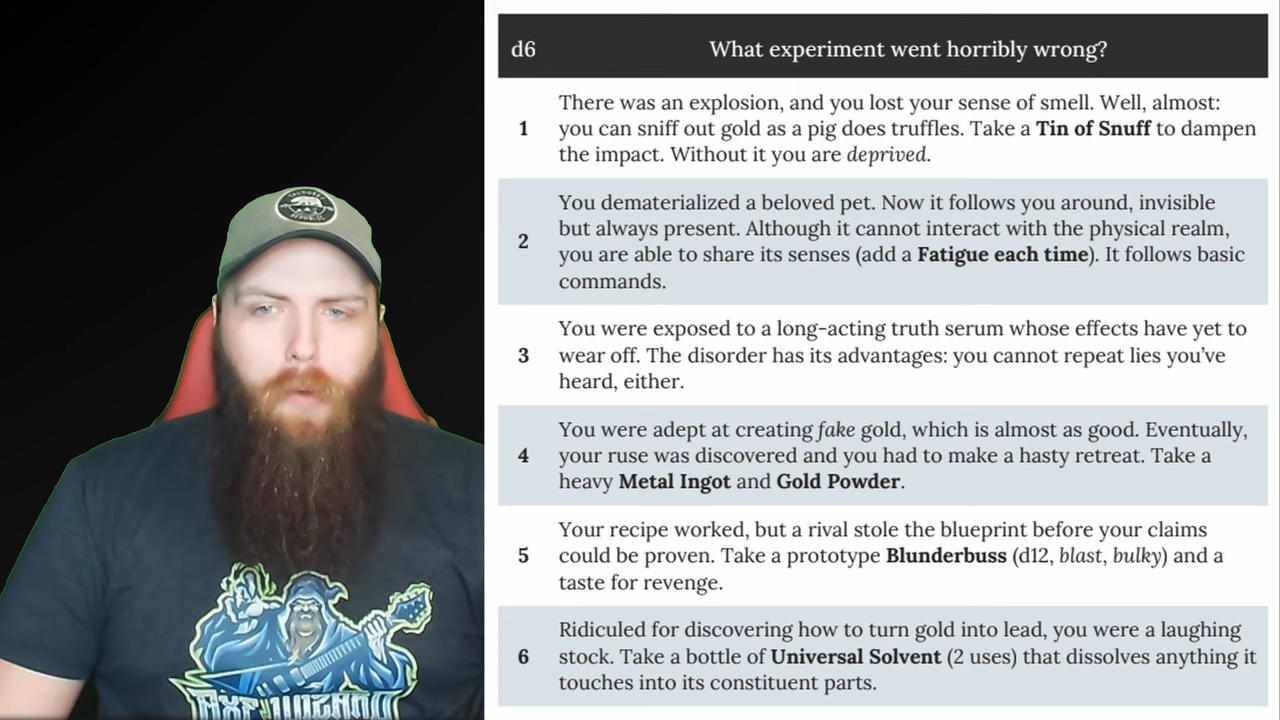 d6 What experiment went horribly wrong?
There was an explosion, and you lost your sense of smell. Well, almost:
1 you can sniff out gold as a pig does truffles. Take a Tin of Snuff to dampen
the impact. Without it you are deprived.
You dematerialized a beloved pet. Now it follows you around, invisible
but always present. Although it cannot interact with the physical realm,
2 you are able to share its senses (add a Fatigue each time). It follows basic
commands.
You were exposed to a long-acting truth serum whose effects have yet to
3 wear off. The disorder has its advantages: you cannot repeat lies you’ve
heard, either.
You were adept at creating fake gold, which is almost as good. Eventually,
4 your ruse was discovered and you had to make a hasty retreat. Take a
heavy Metal Ingot and Gold Powder.
Your recipe worked, but a rival stole the blueprint before your claims
5 could be proven. Take a prototype Blunderbuss (d12, blast, bulky) and a
taste for revenge.
Ridiculed for discovering how to turn gold into lead, you were a laughing
6 stock. Take a bottle of Universal Solvent (2 uses) that dissolves anything it
touches into its constituent parts.
AXE WIZARD